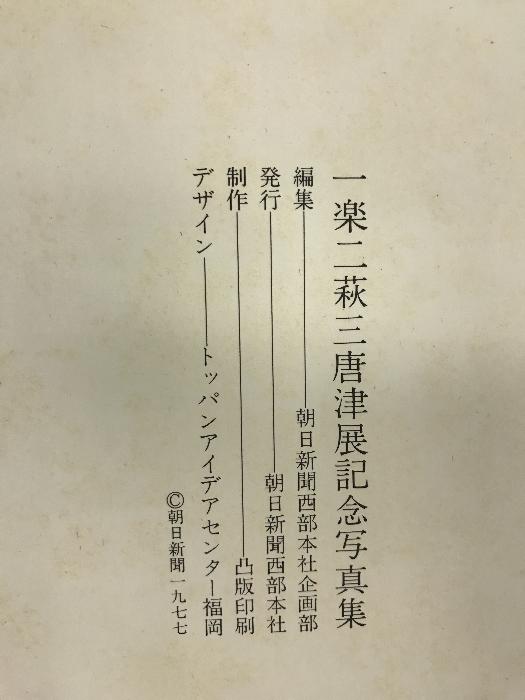 一楽二萩三唐津展記念写真集
編集――朝日新聞西部本社企画部
発行――朝日新聞西部本社
制作――凸版印刷
デザイン――トッパンアイデアセンター福岡
©朝日新聞一九七七